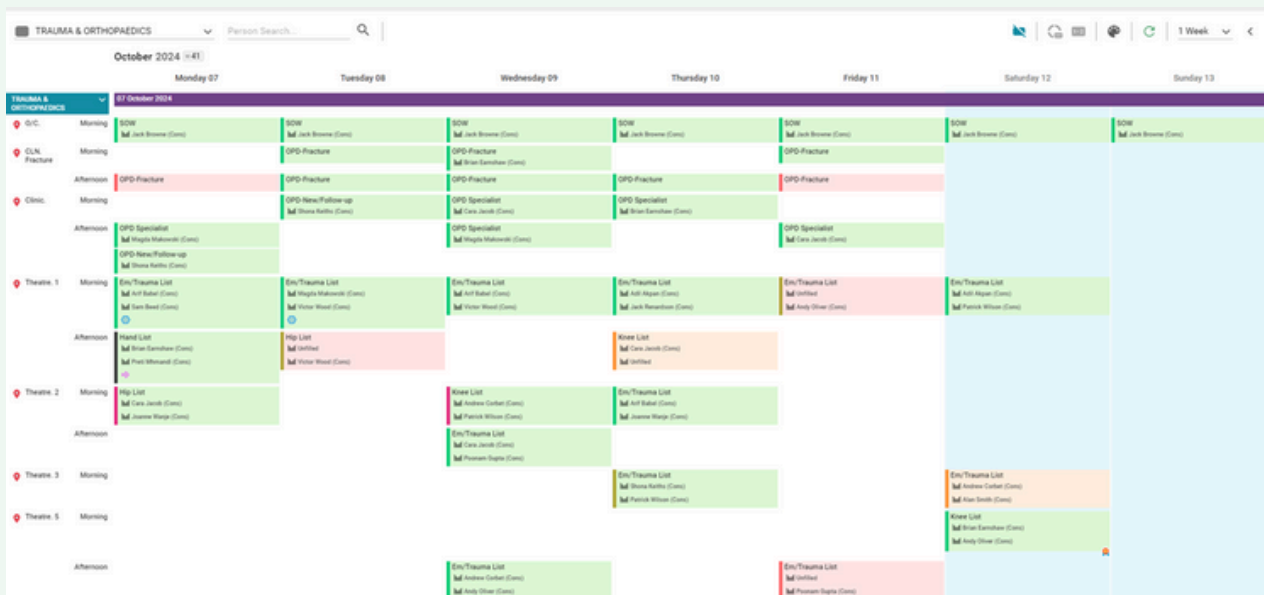 TRAUMA & ORTHOPAEDICS Person Search... 1 Week
October 2024 41
Monday 07 Tuesday 08 Wednesday 09 Thursday 10 Friday 11 Saturday 12 Sunday 13
TRAUMA & ORTHOPAEDICS 07 October 2024
O/C. Morning SOW SOW SOW SOW SOW SOW SOW
Jack Browne (Cons) Jack Browne (Cons) Jack Browne (Cons) Jack Browne (Cons) Jack Browne (Cons) Jack Browne (Cons) Jack Browne (Cons)
CLN. Fracture Morning OPD-Fracture OPD-Fracture OPD-Fracture
Brian Earnshaw (Cons)
Afternoon OPD-Fracture OPD-Fracture OPD-Fracture OPD-Fracture OPD-Fracture
Clinic. Morning OPD-New/Follow-up OPD Specialist OPD Specialist
Shona Keiths (Cons) Cara Jacob (Cons) Brian Earnshaw (Cons)
Afternoon OPD Specialist OPD Specialist OPD Specialist
Magda Makowski (Cons) Magda Makowski (Cons) Cara Jacob (Cons)
OPD-New/Follow-up
Shona Keiths (Cons)
Theatre. 1 Morning Em/Trauma List Em/Trauma List Em/Trauma List Em/Trauma List Em/Trauma List Em/Trauma List
Arif Babel (Cons) Magda Makowski (Cons) Arif Babel (Cons) Adil Akpan (Cons) Unfilled Adil Akpan (Cons)
Sam Beed (Cons) Victor Wood (Cons) Victor Wood (Cons) Jack (Cons) Andy Oliver (Cons) Patrick Wilson (Cons)
Afternoon Hand List Hip List Knee List
Brian Earnshaw (Cons) Unfilled Cara Jacob (Cons)
Preti (Cons) Victor Wood (Cons) Unfilled
Theatre. 2 Morning Hip List Knee List Em/Trauma List
Cara Jacob (Cons) Andrew Corbet (Cons) Arif Babel (Cons)
Joanne Wanje (Cons) Patrick Wilson (Cons) Joanne Wanje (Cons)
Afternoon Em/Trauma List
Cara Jacob (Cons)
Poonam Gupta (Cons)
Theatre. 3 Morning Em/Trauma List Em/Trauma List
Shona Keiths (Cons) Andrew Corbet (Cons)
Patrick Wilson (Cons) Alan Smith (Cons)
Theatre. 5 Morning Knee List
Brian Earnshaw (Cons)
Andy Oliver (Cons)
Afternoon Em/Trauma List Em/Trauma List
Andrew Corbet (Cons) Unfilled
Andy Oliver (Cons) Poonam Gupta (Cons)